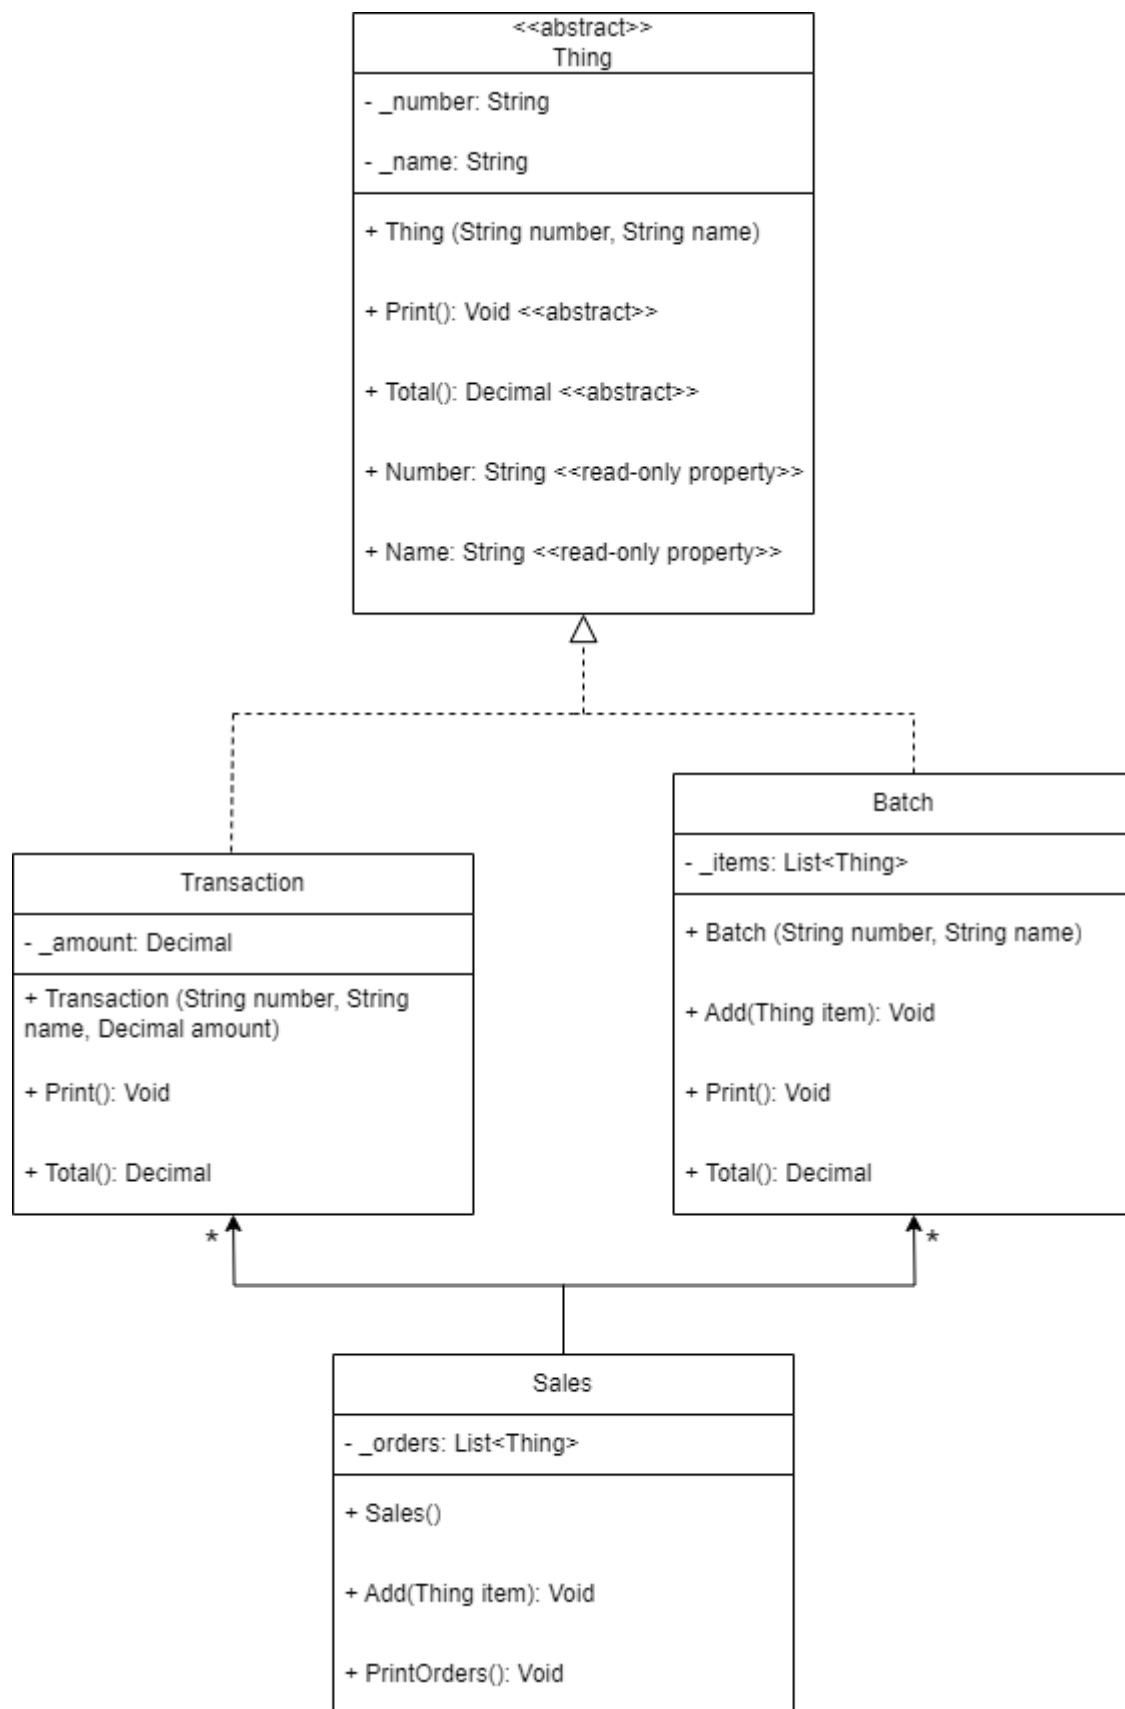 <<abstract>>
Thing
- _number: String
- _name: String
+ Thing (String number, String name)
+ Print(): Void <<abstract>>
+ Total(): Decimal <<abstract>>
+ Number: String <<read-only property>>
+ Name: String <<read-only property>>
Transaction
- _amount: Decimal
+ Transaction (String number, String
name, Decimal amount)
+ Print(): Void
+ Total(): Decimal
*
Batch
- _items: List<Thing>
+ Batch (String number, String name)
+ Add(Thing item): Void
+ Print(): Void
+ Total(): Decimal
*
Sales
- _orders: List<Thing>
+ Sales()
+ Add(Thing item): Void
+ PrintOrders(): Void